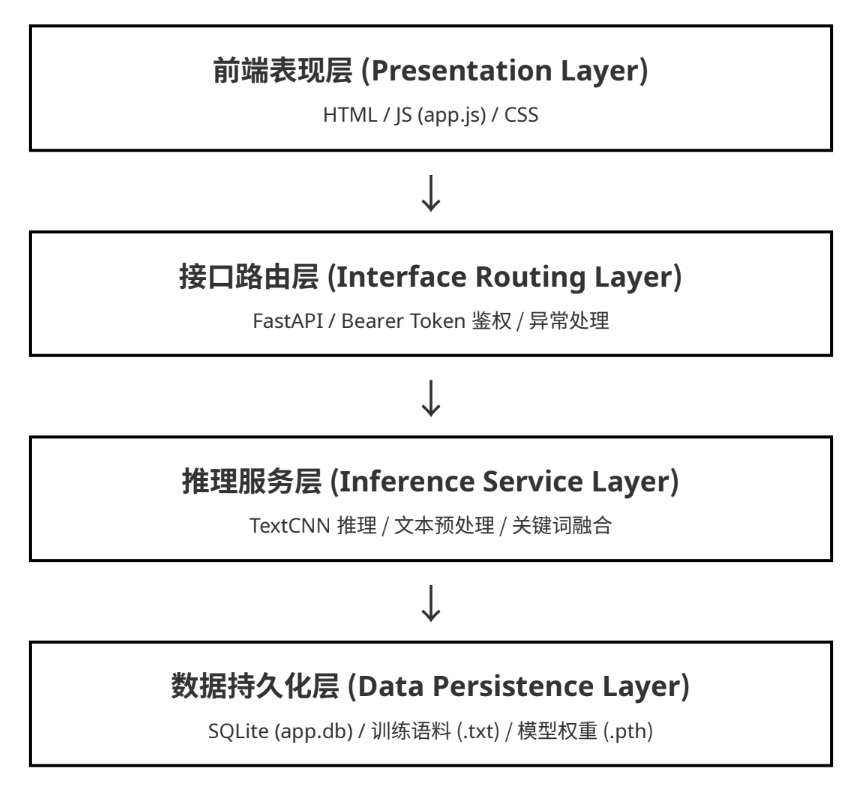 前端表现层 (Presentation Layer)
HTML / JS (app.js) / CSS
接口路由层 (Interface Routing Layer)
FastAPI / Bearer Token 鉴权 / 异常处理
推理服务层 (Inference Service Layer)
TextCNN 推理 / 文本预处理 / 关键词融合
数据持久化层 (Data Persistence Layer)
SQLite (app.db) / 训练语料 (.txt) / 模型权重 (.pth)